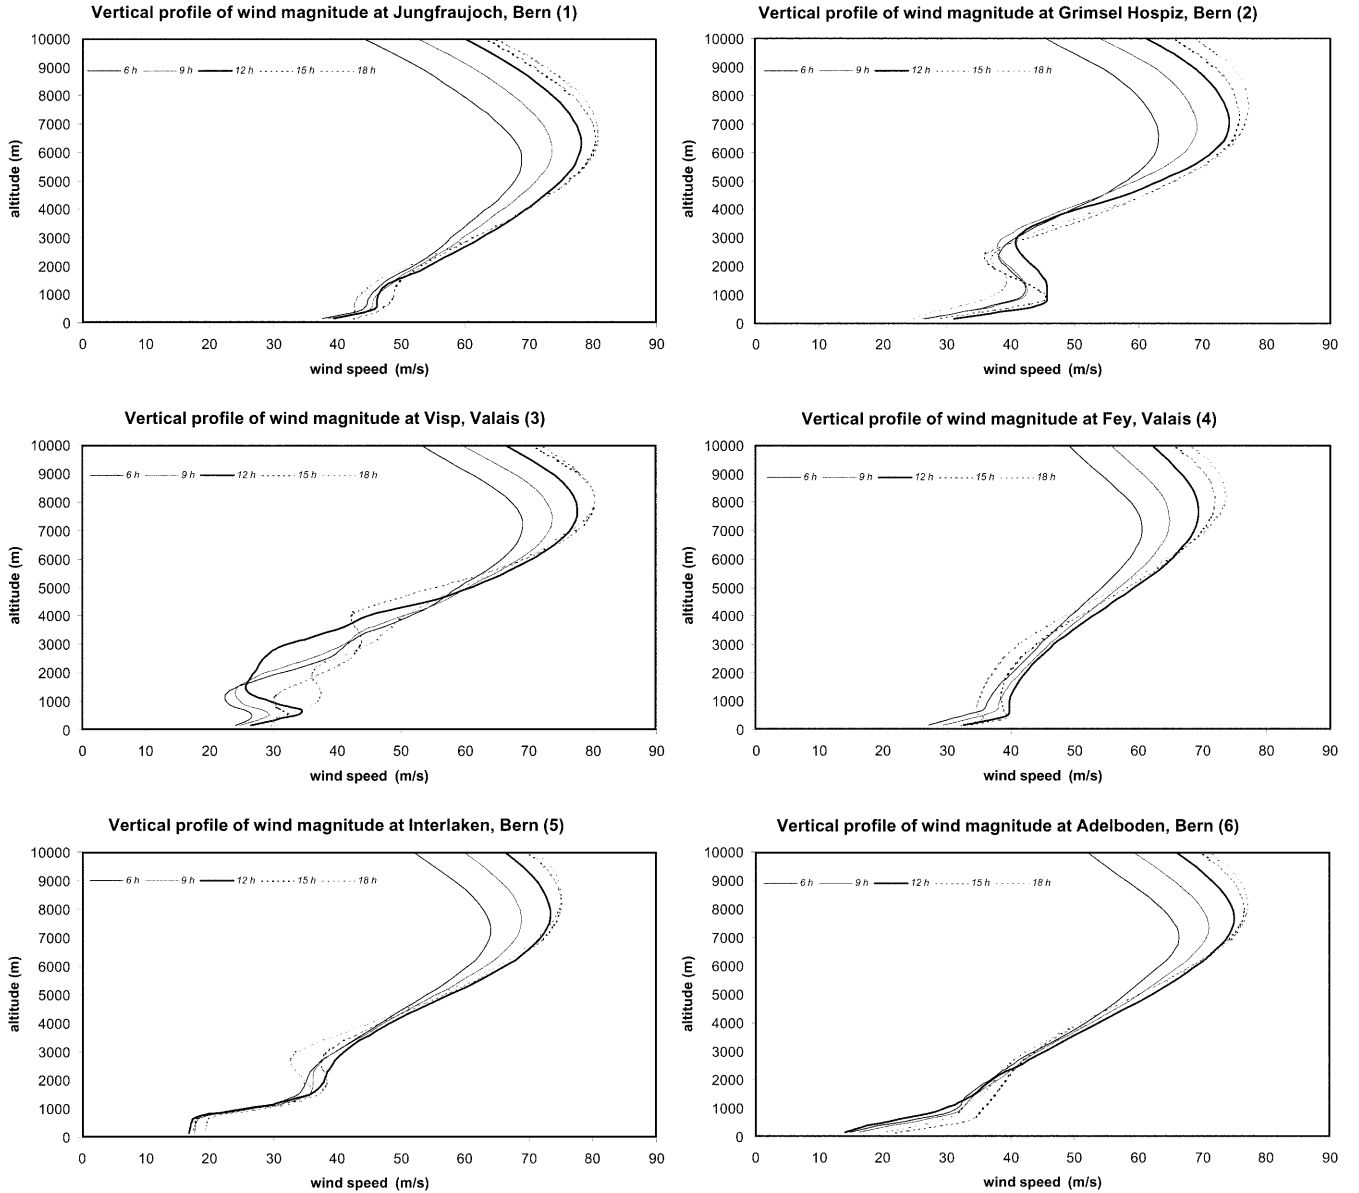 Vertical profile of wind magnitude at Jungfraujoch, Bern (1)
10000
9000
8000
7000
6000
5000
4000
3000
2000
1000
0
altitude (m)
6 h 9 h 12 h 15 h 18 h
0 10 20 30 40 50 60 70 80 90
wind speed (m/s)
Vertical profile of wind magnitude at Grimsel Hospiz, Bern (2)
10000
9000
8000
7000
6000
5000
4000
3000
2000
1000
0
altitude (m)
6 h 9 h 12 h 15 h 18 h
0 10 20 30 40 50 60 70 80 90
wind speed (m/s)
Vertical profile of wind magnitude at Visp, Valais (3)
10000
9000
8000
7000
6000
5000
4000
3000
2000
1000
0
altitude (m)
6 h 9 h 12 h 15 h 18 h
0 10 20 30 40 50 60 70 80 90
wind speed (m/s)
Vertical profile of wind magnitude at Fey, Valais (4)
10000
9000
8000
7000
6000
5000
4000
3000
2000
1000
0
altitude (m)
6 h 9 h 12 h 15 h 18 h
0 10 20 30 40 50 60 70 80 90
wind speed (m/s)
Vertical profile of wind magnitude at Interlaken, Bern (5)
10000
9000
8000
7000
6000
5000
4000
3000
2000
1000
0
altitude (m)
6 h 9 h 12 h 15 h 18 h
0 10 20 30 40 50 60 70 80 90
wind speed (m/s)
Vertical profile of wind magnitude at Adelboden, Bern (6)
10000
9000
8000
7000
6000
5000
4000
3000
2000
1000
0
altitude (m)
6 h 9 h 12 h 15 h 18 h
0 10 20 30 40 50 60 70 80 90
wind speed (m/s)